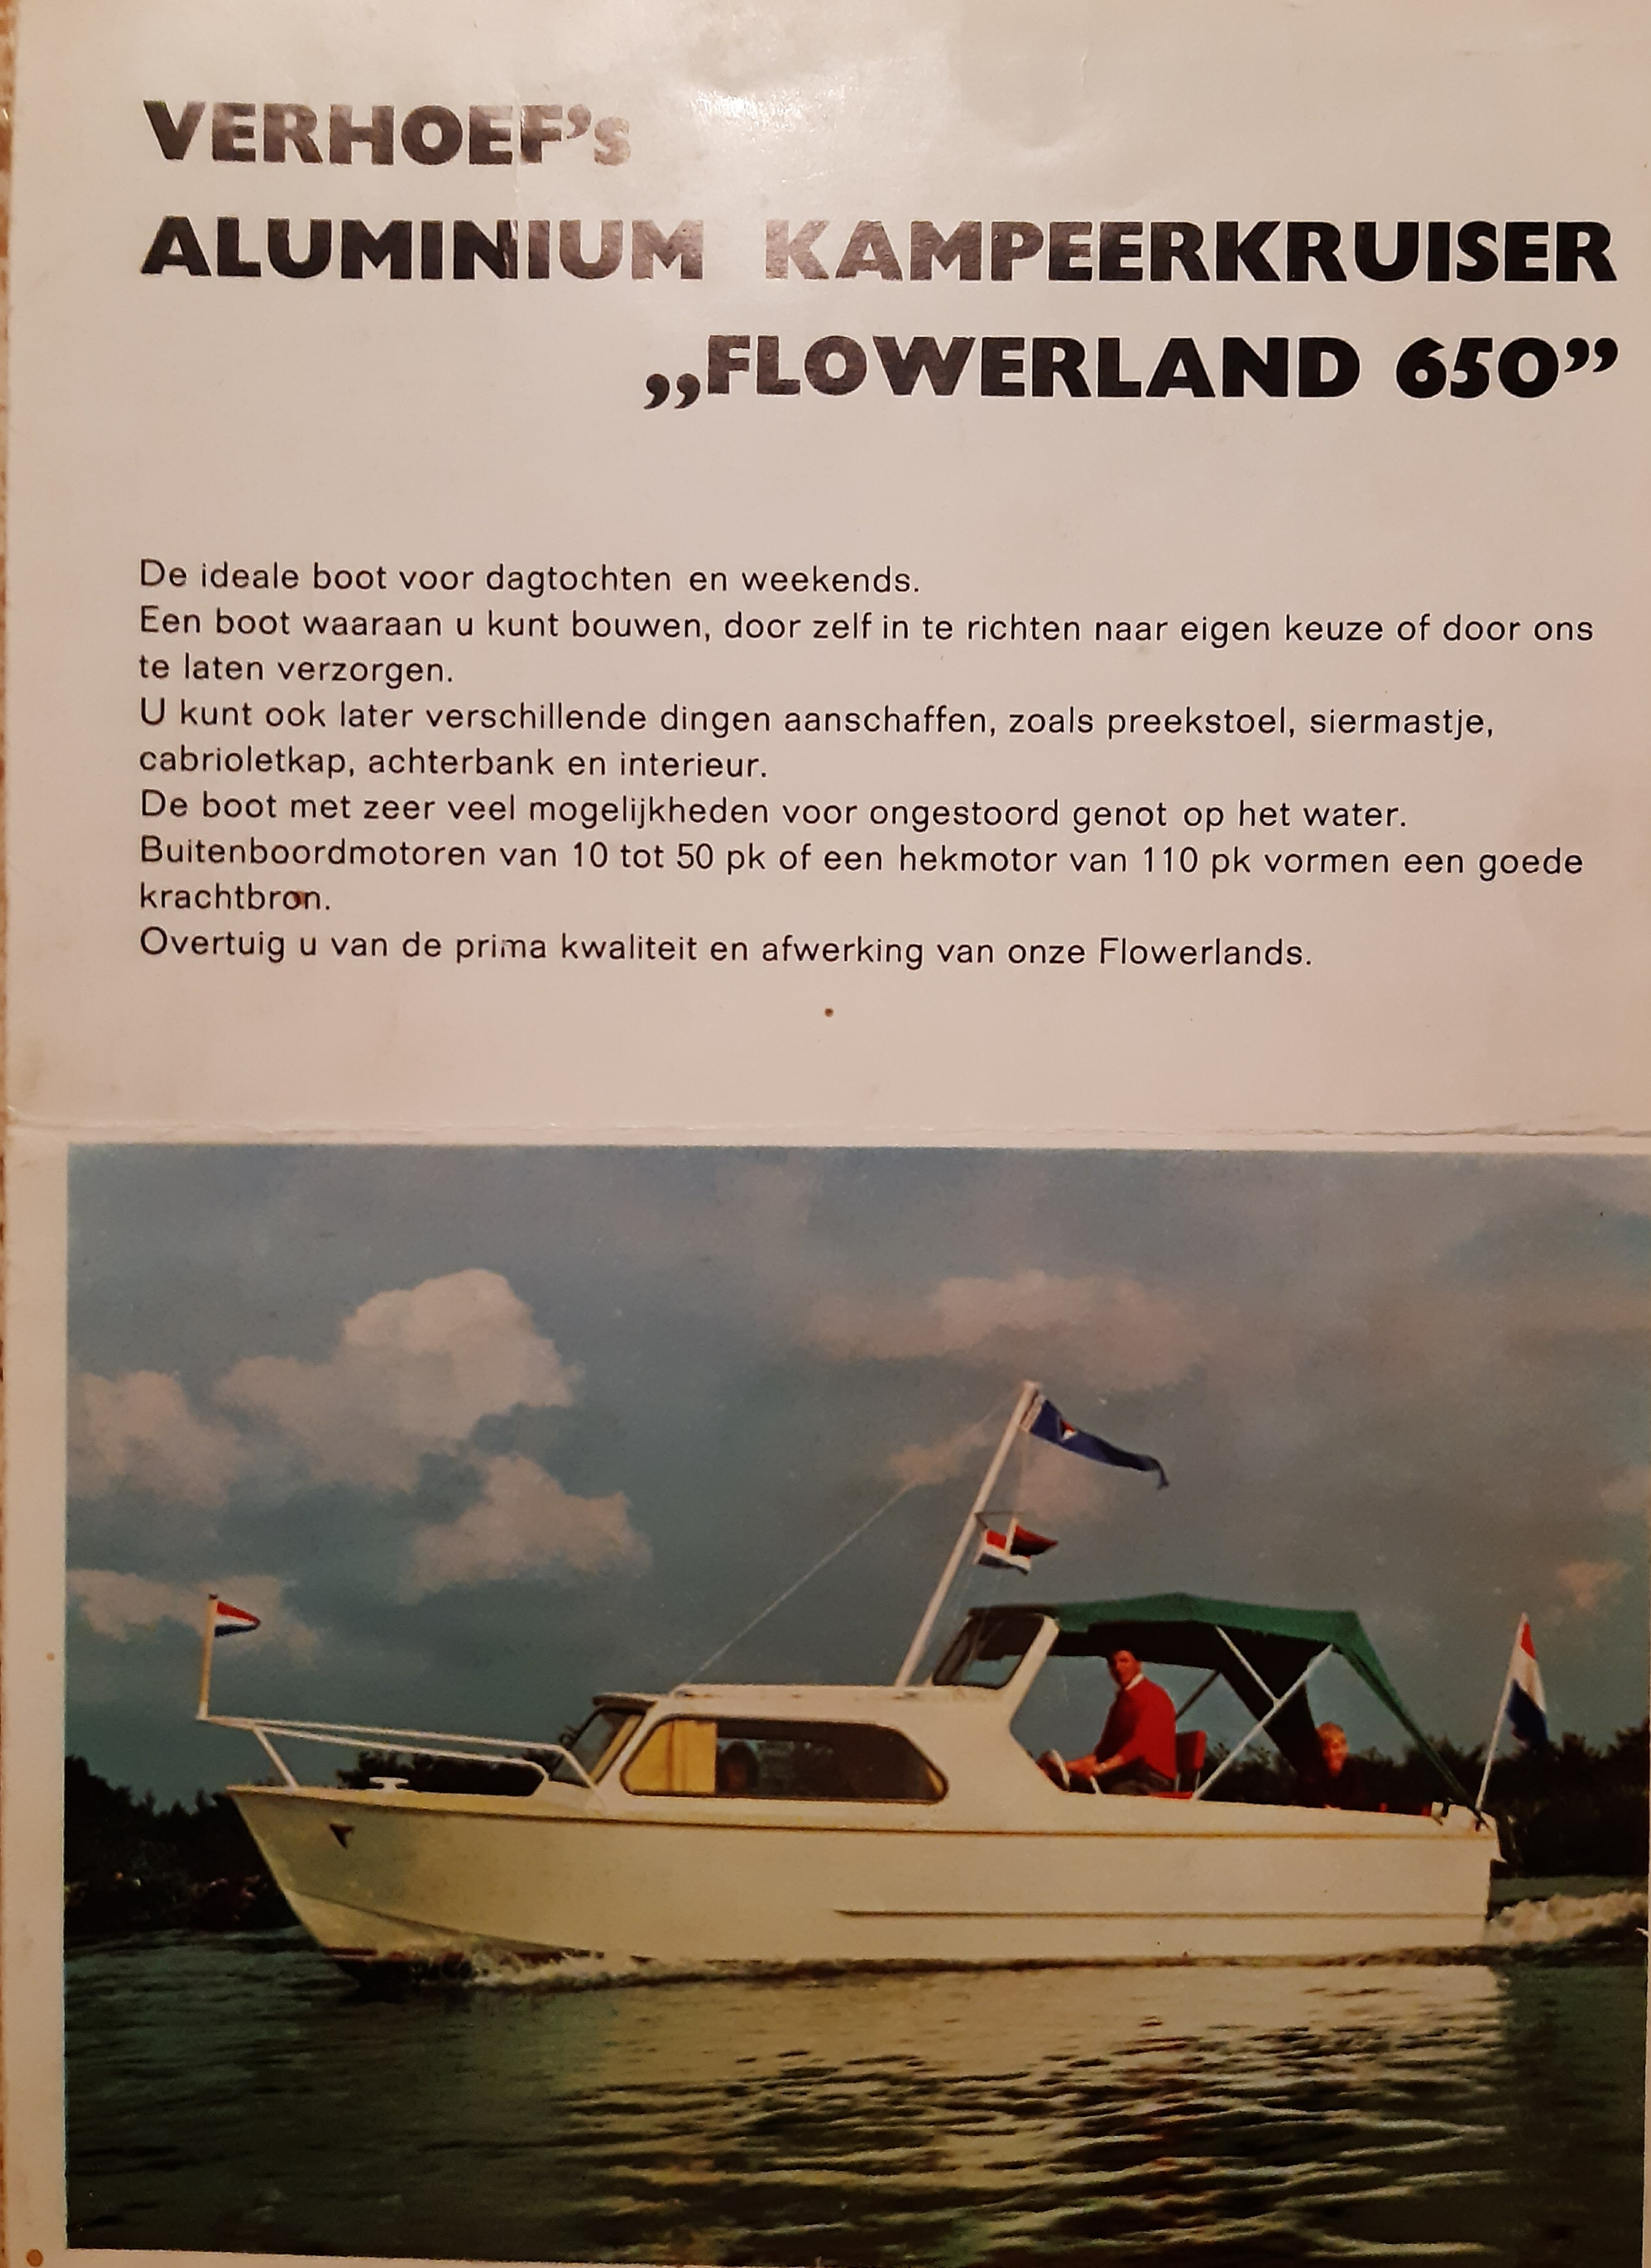 VERHOEF's
ALUMINIUM KAMPEERKRUISER
„FLOWERLAND 650”
De ideale boot voor dagtochten en weekends.
Een boot waaraan u kunt bouwen, door zelf in te richten naar eigen keuze of door ons
te laten verzorgen.
U kunt ook later verschillende dingen aanschaffen, zoals preekstoel, siermastje,
cabrioletkap, achterbank en interieur.
De boot met zeer veel mogelijkheden voor ongestoord genot op het water.
Buitenboordmotoren van 10 tot 50 pk of een hekmotor van 110 pk vormen een goede
krachtbron.
Overtuig u van de prima kwaliteit en afwerking van onze Flowerlands.